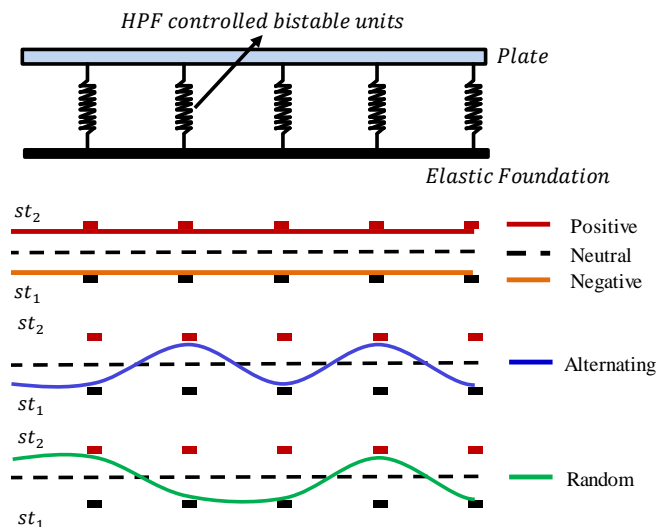 HPF controlled bistable units
Plate
Elastic Foundation
st₂
Positive
Neutral
Negative
st₁
st₂
Alternating
st₁
st₂
Random
st₁